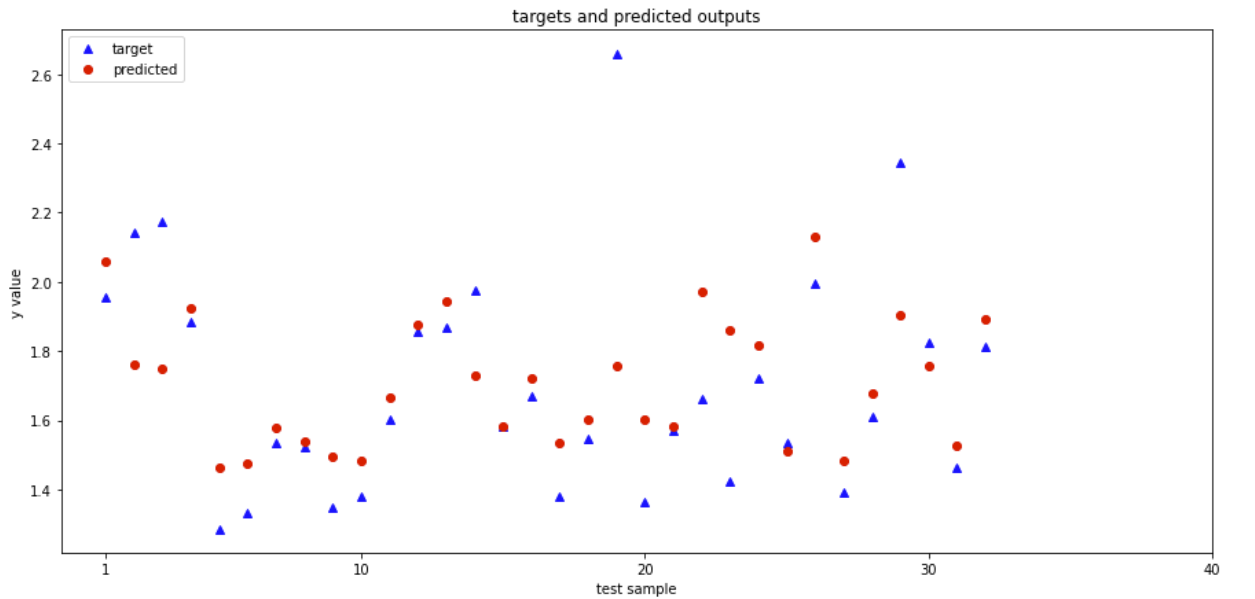 targets and predicted outputs
target
predicted
y value
2.6
2.4
2.2
2.0
1.8
1.6
1.4
1
10
20
30
40
test sample